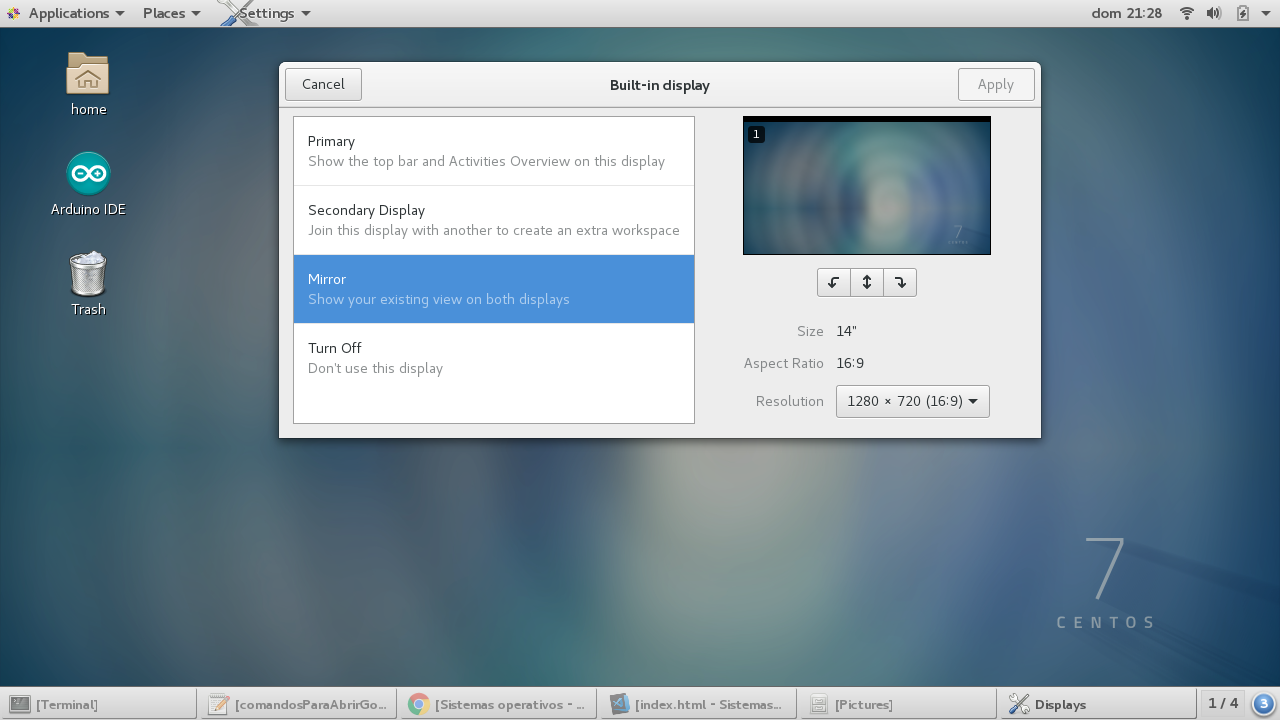 Applications Places Settings dom 21:28
home
Arduino IDE
Trash
Cancel Built-in display Apply
Primary
Show the top bar and Activities Overview on this display
Secondary Display
Join this display with another to create an extra workspace
Mirror
Show your existing view on both displays
Turn Off
Don't use this display
1
7
CENTOS
Size 14"
Aspect Ratio 16:9
Resolution 1280 × 720 (16:9)
7
CENTOS
[Terminal] [comandosParaAbrirGo... [Sistemas operativos - ... [index.html - Sistemas... [Pictures] Displays 1 / 4 3